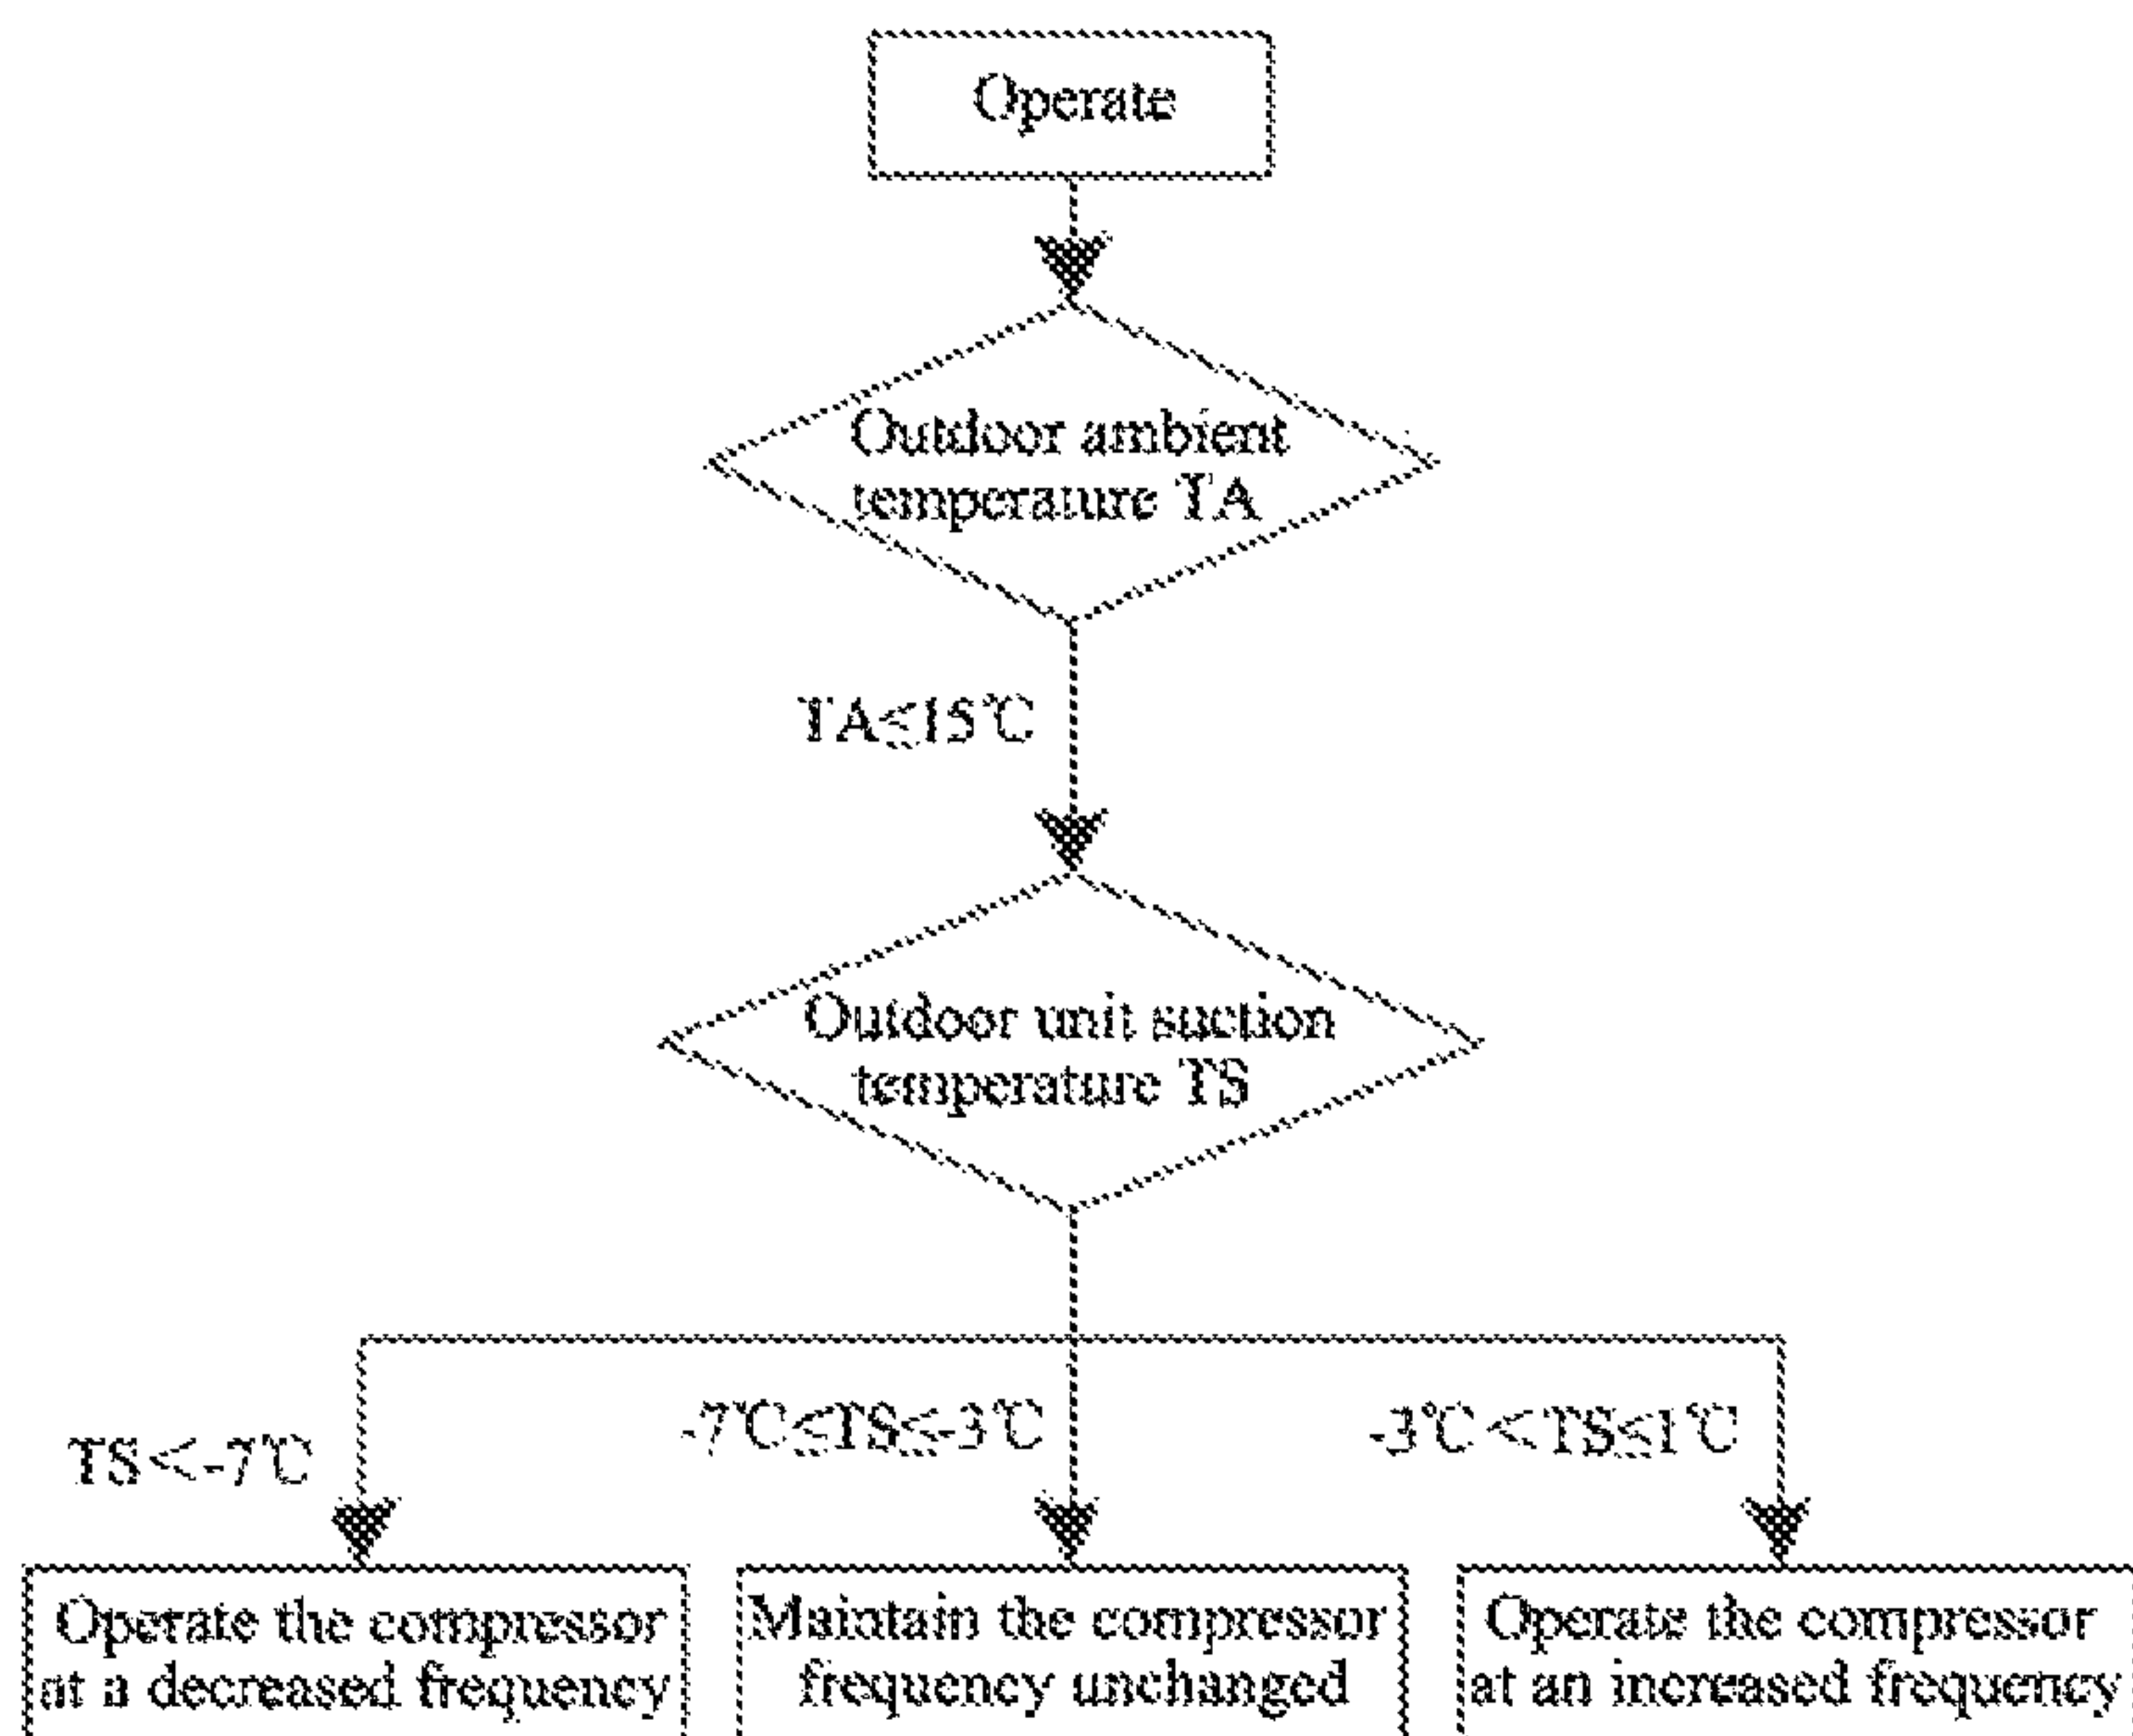 Operate
Outdoor ambient
temperature TA
TA≤15℃
Outdoor unit suction
temperature TS
TS<-7℃
-7℃≤TS≤-3℃
-3℃<TS≤1℃
Operate the compressor
at a decreased frequency
Maintain the compressor
frequency unchanged
Operate the compressor
at an increased frequency